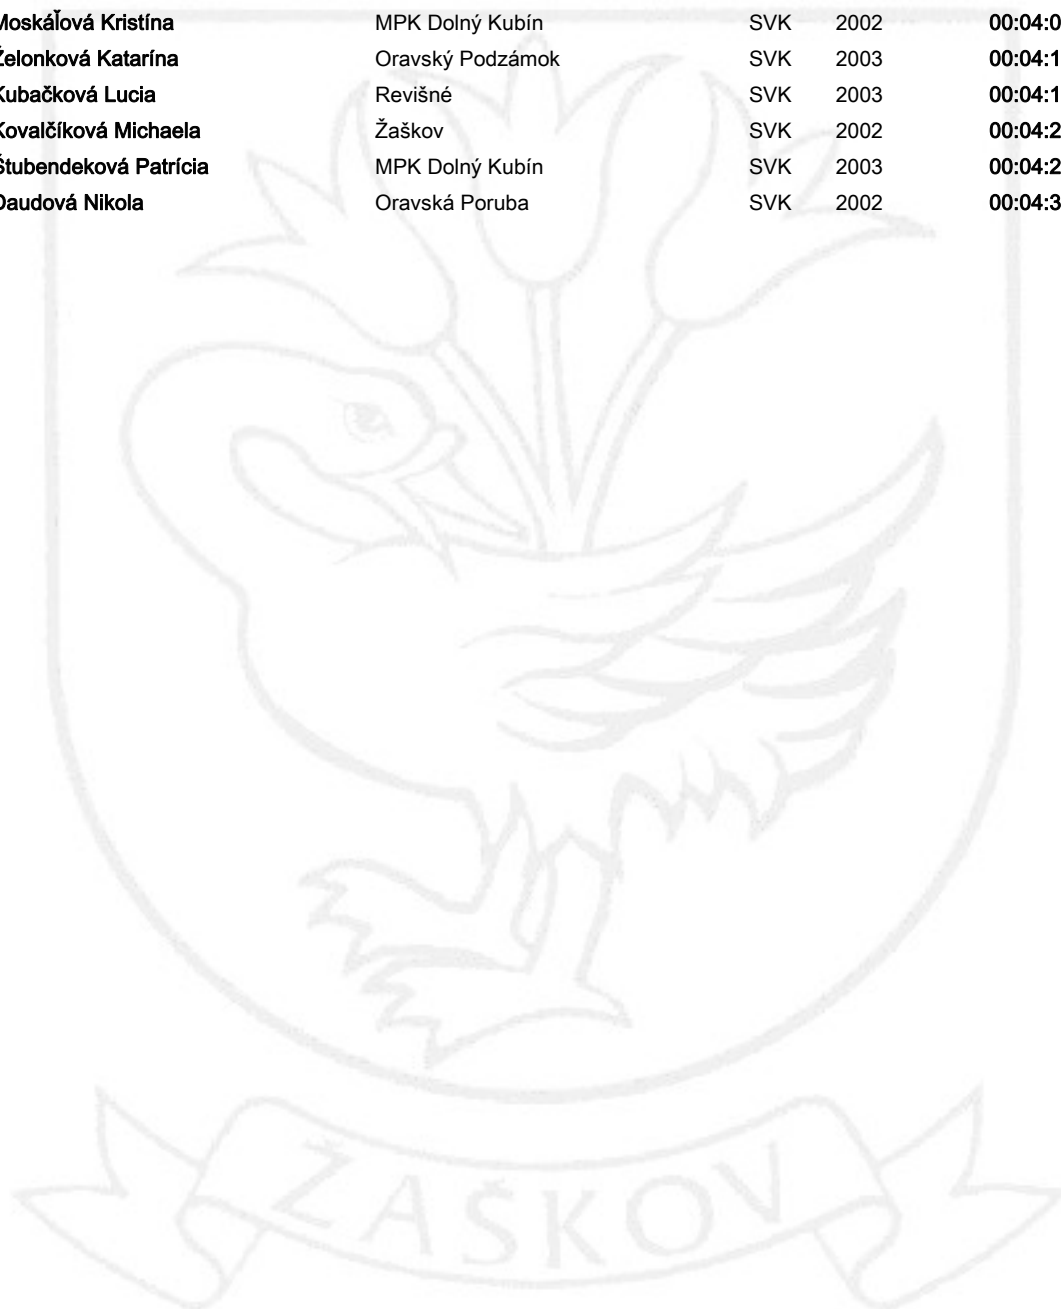 Moskáľová Kristína MPK Dolný Kubín SVK 2002 00:04:0
Želonková Katarína Oravský Podzámok SVK 2003 00:04:1
Kubačková Lucia Revišné SVK 2003 00:04:1
Kovalčíková Michaela Žaškov SVK 2002 00:04:2
Štubendeková Patrícia MPK Dolný Kubín SVK 2003 00:04:2
Daudová Nikola Oravská Poruba SVK 2002 00:04:3
ŽAŠKOV